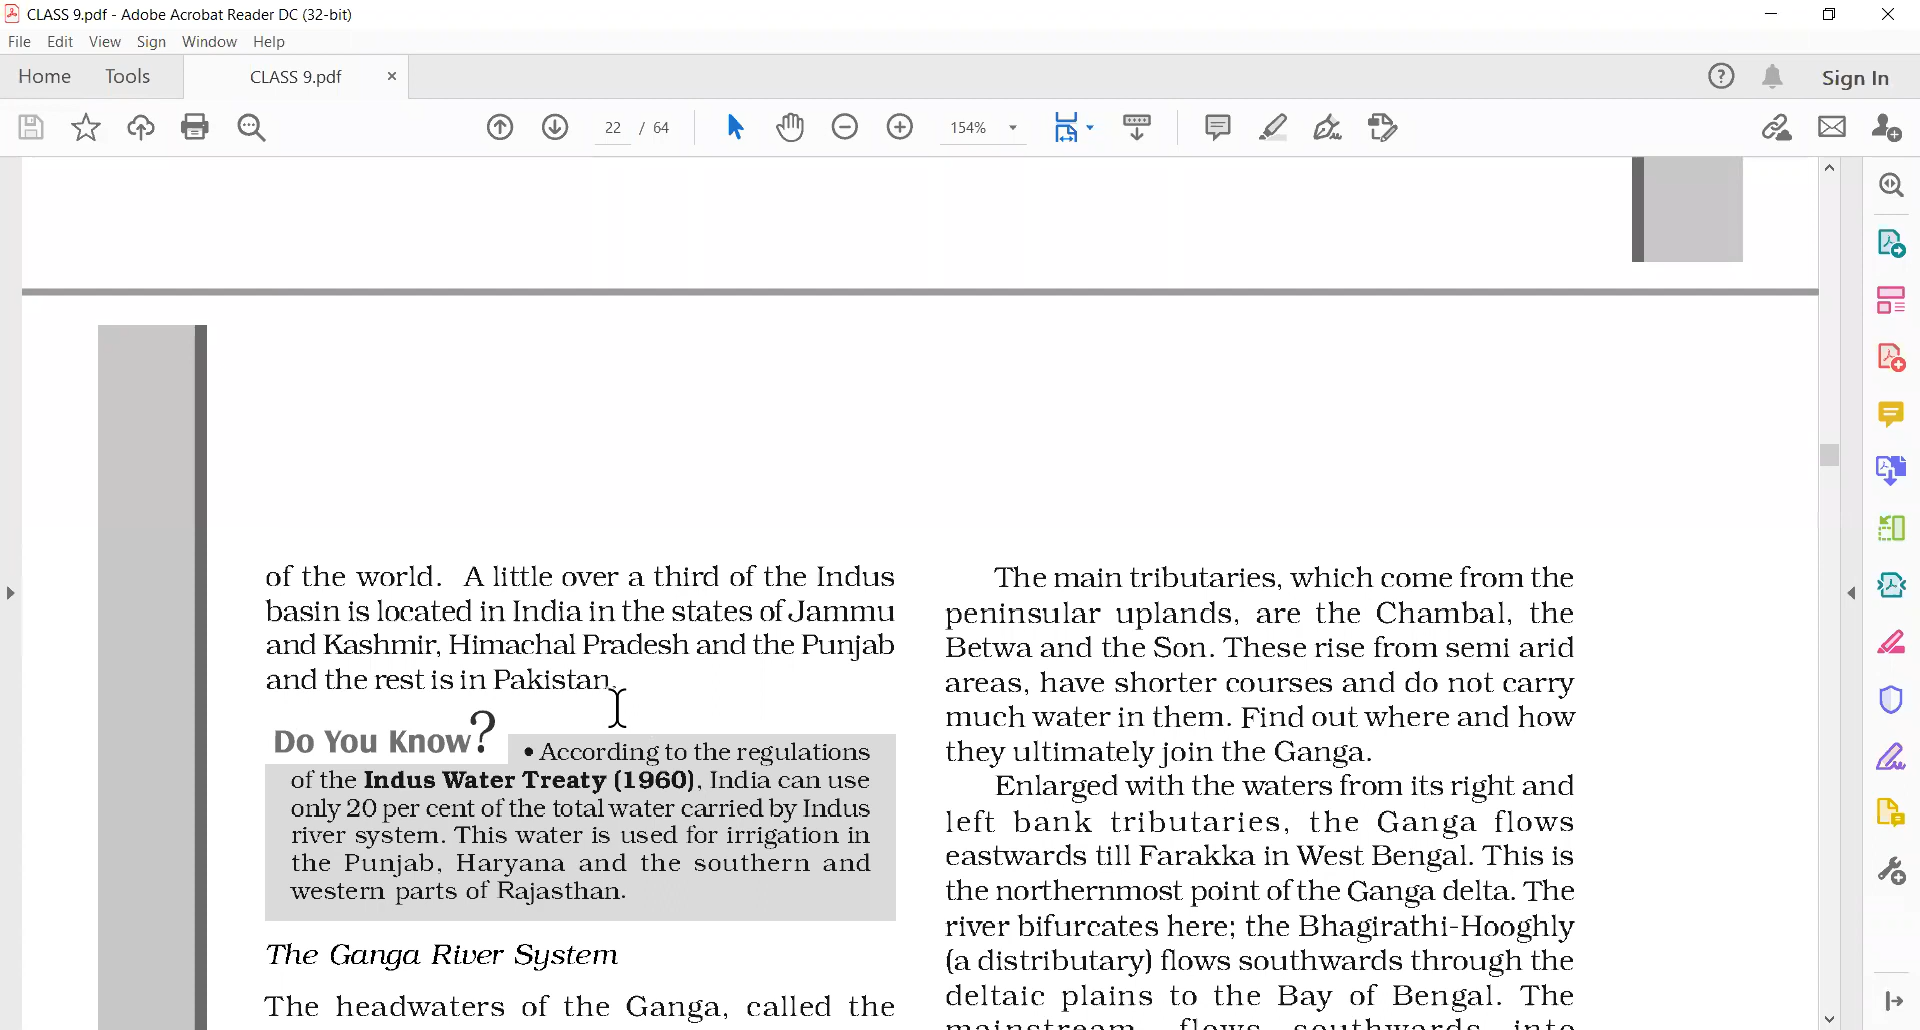 CLASS 9.pdf - Adobe Acrobat Reader DC (32-bit)
File Edit View Sign Window Help
Home Tools CLASS 9.pdf × Sign In
22 / 64 154%
of the world. A little over a third of the Indus
basin is located in India in the states of Jammu
and Kashmir, Himachal Pradesh and the Punjab
and the rest is in Pakistan.
Do You Know?
• According to the regulations
of the Indus Water Treaty (1960), India can use
only 20 per cent of the total water carried by Indus
river system. This water is used for irrigation in
the Punjab, Haryana and the southern and
western parts of Rajasthan.
The Ganga River System
The headwaters of the Ganga, called the
The main tributaries, which come from the
peninsular uplands, are the Chambal, the
Betwa and the Son. These rise from semi arid
areas, have shorter courses and do not carry
much water in them. Find out where and how
they ultimately join the Ganga.
Enlarged with the waters from its right and
left bank tributaries, the Ganga flows
eastwards till Farakka in West Bengal. This is
the northernmost point of the Ganga delta. The
river bifurcates here; the Bhagirathi-Hooghly
(a distributary) flows southwards through the
deltaic plains to the Bay of Bengal. The
mainstream, flows southwards into